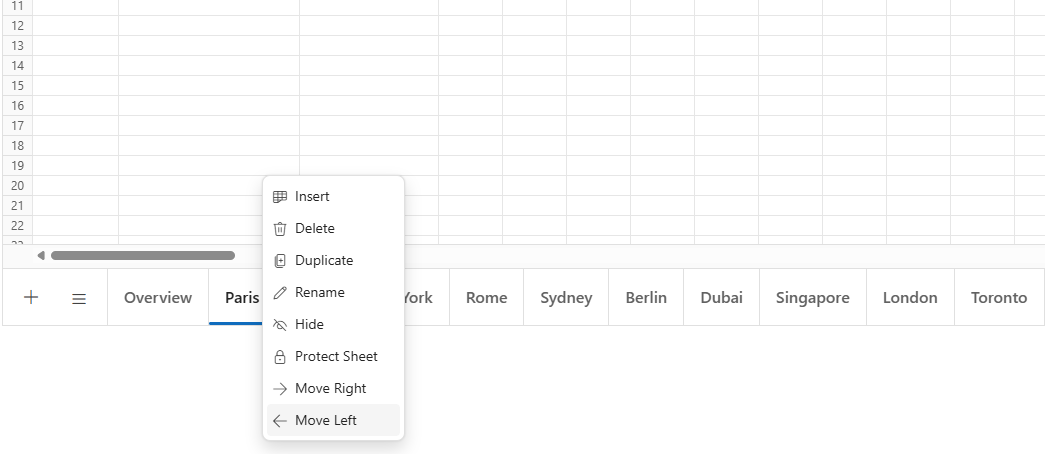 11
12
13
14
15
16
17
18
19
20
21
22
Insert
Delete
Duplicate
Rename
Hide
Protect Sheet
Move Right
Move Left
Overview Paris York Rome Sydney Berlin Dubai Singapore London Toronto